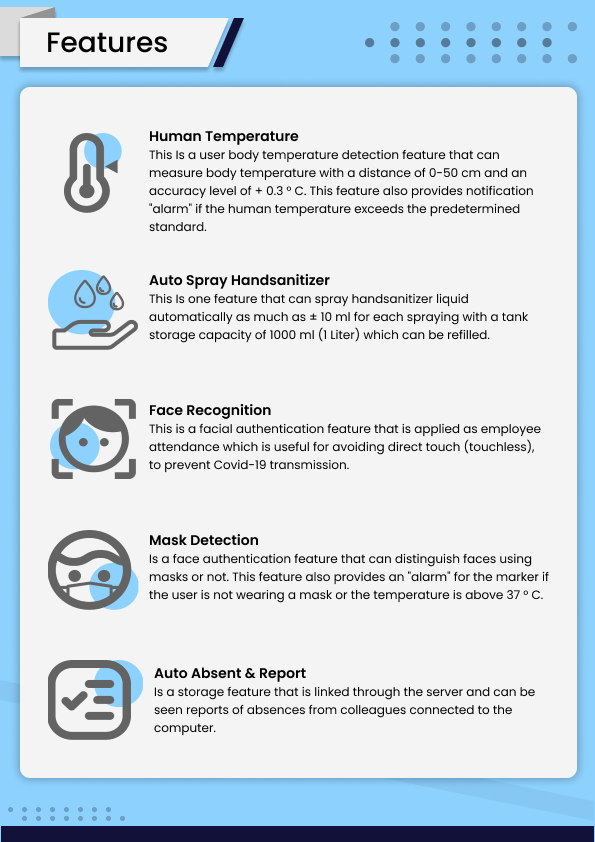 Features
Human Temperature
This Is a user body temperature detection feature that can
measure body temperature with a distance of 0-50 cm and an
accuracy level of + 0.3 ° C. This feature also provides notification
"alarm" if the human temperature exceeds the predetermined
standard.
Auto Spray Handsanitizer
This Is one feature that can spray handsanitizer liquid
automatically as much as ± 10 ml for each spraying with a tank
storage capacity of 1000 ml (1 Liter) which can be refilled.
Face Recognition
This is a facial authentication feature that is applied as employee
attendance which is useful for avoiding direct touch (touchless),
to prevent Covid-19 transmission.
Mask Detection
Is a face authentication feature that can distinguish faces using
masks or not. This feature also provides an "alarm" for the marker if
the user is not wearing a mask or the temperature is above 37 ° C.
Auto Absent & Report
Is a storage feature that is linked through the server and can be
seen reports of absences from colleagues connected to the
computer.